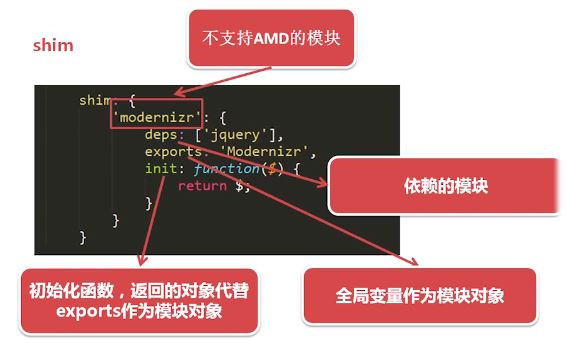 不支持AMD的模块
shim
shim: {
'modernizr': {
deps: ['jquery'],
exports: 'Modernizr',
init: function($) {
return $;
}
}
}
依赖的模块
初始化函数，返回的对象代替
exports作为模块对象
全局变量作为模块对象